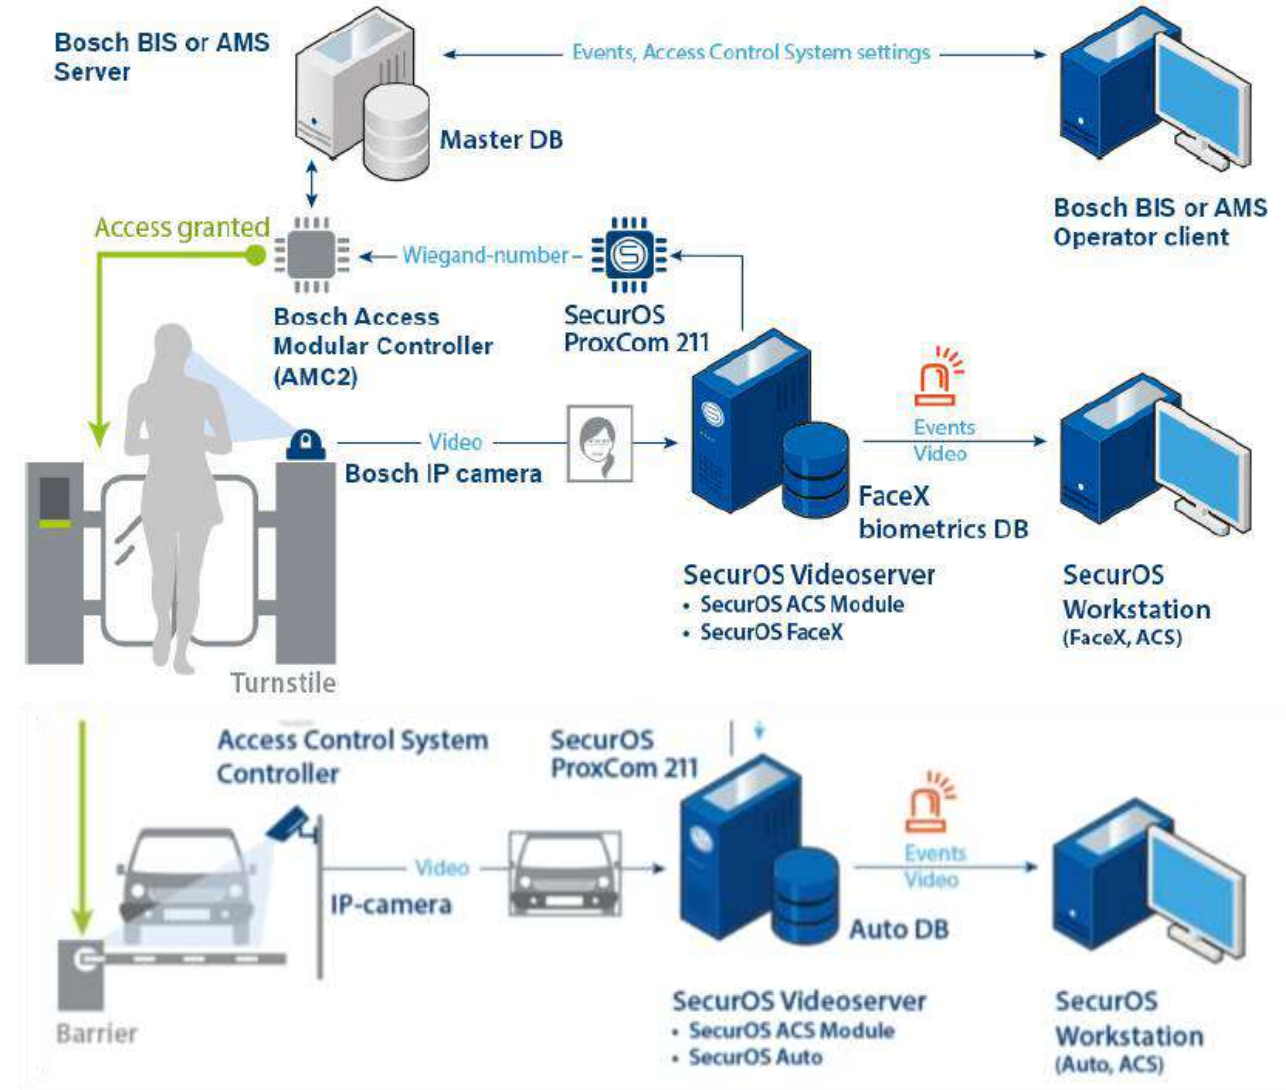 Bosch BIS or AMS
Server
Events, Access Control System settings
Master DB
Bosch BIS or AMS
Operator client
Access granted
Wiegand-number
Bosch Access
Modular Controller
(AMC2)
SecurOS
ProxCom 211
Video
Bosch IP camera
Events
Video
FaceX
biometrics DB
SecurOS Videoserver
• SecurOS ACS Module
• SecurOS FaceX
SecurOS
Workstation
(FaceX, ACS)
Turnstile
Access Control System
Controller
SecurOS
ProxCom 211
Video
IP-camera
Events
Video
Auto DB
SecurOS Videoserver
• SecurOS ACS Module
• SecurOS Auto
SecurOS
Workstation
(Auto, ACS)
Barrier